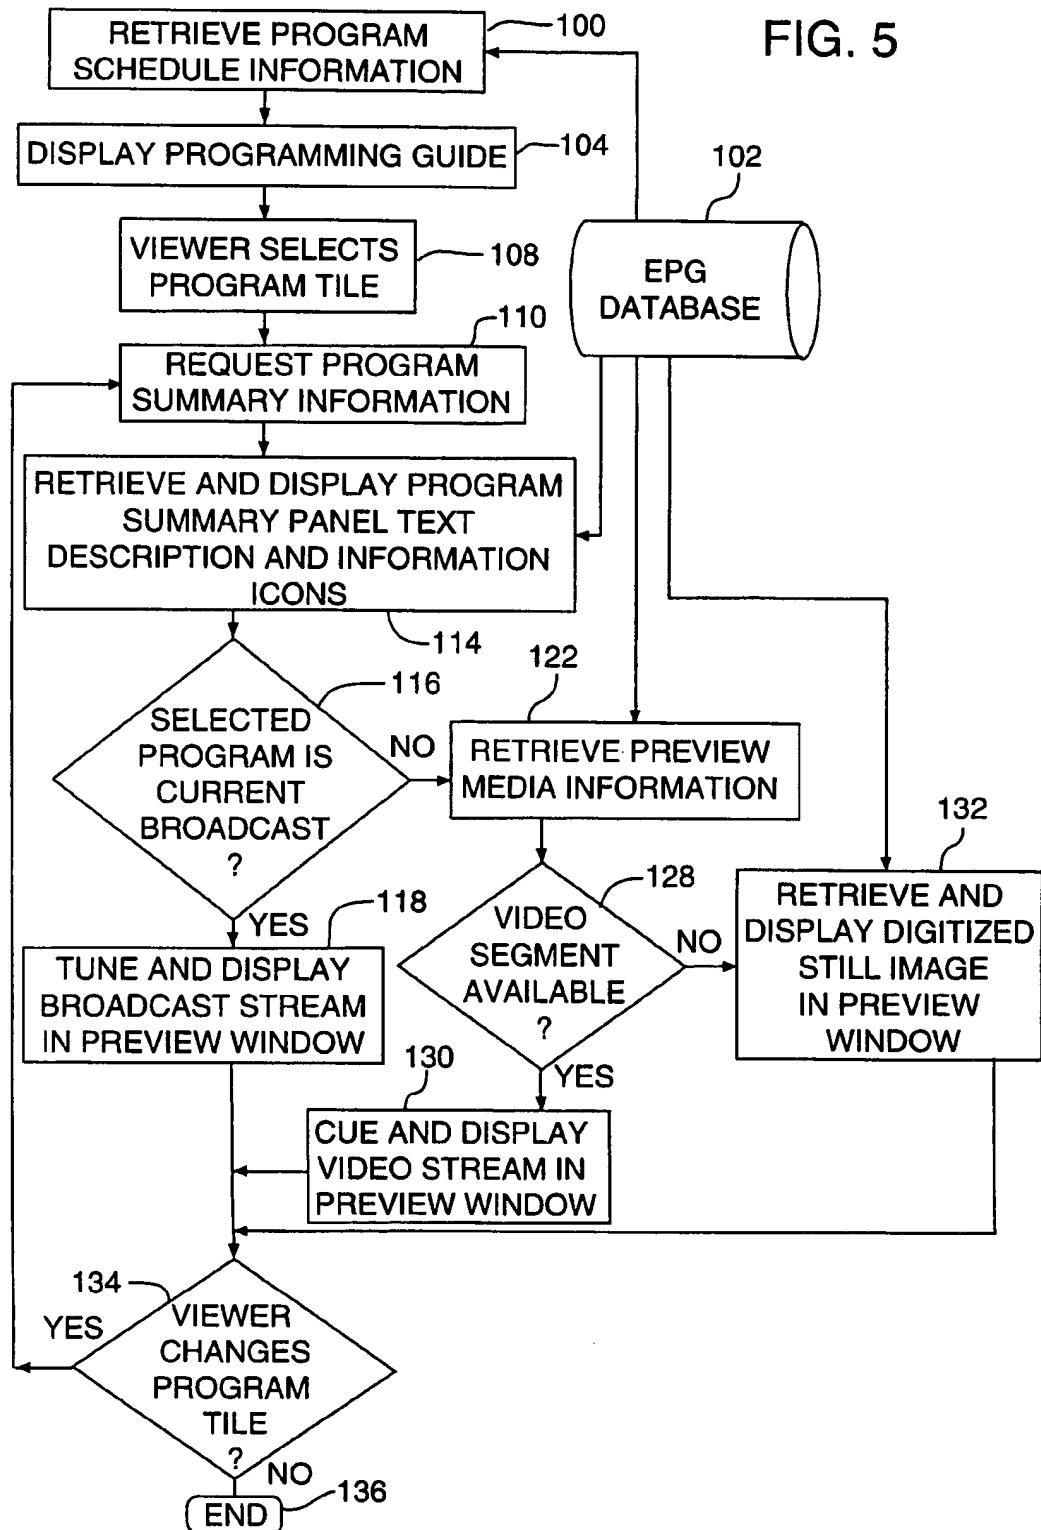 FIG. 5
RETRIEVE PROGRAM
SCHEDULE INFORMATION
100
DISPLAY PROGRAMMING GUIDE
104
102
EPG
DATABASE
VIEWER SELECTS
PROGRAM TILE
108
110
REQUEST PROGRAM
SUMMARY INFORMATION
RETRIEVE AND DISPLAY PROGRAM
SUMMARY PANEL TEXT
DESCRIPTION AND INFORMATION
ICONS
114
116
SELECTED
PROGRAM IS
CURRENT
BROADCAST
?
NO
YES
122
RETRIEVE PREVIEW
MEDIA INFORMATION
118
TUNE AND DISPLAY
BROADCAST STREAM
IN PREVIEW WINDOW
128
VIDEO
SEGMENT
AVAILABLE
?
NO
YES
132
RETRIEVE AND
DISPLAY DIGITIZED
STILL IMAGE
IN PREVIEW
WINDOW
130
CUE AND DISPLAY
VIDEO STREAM IN
PREVIEW WINDOW
134
YES
VIEWER
CHANGES
PROGRAM
TILE
?
NO
END
136